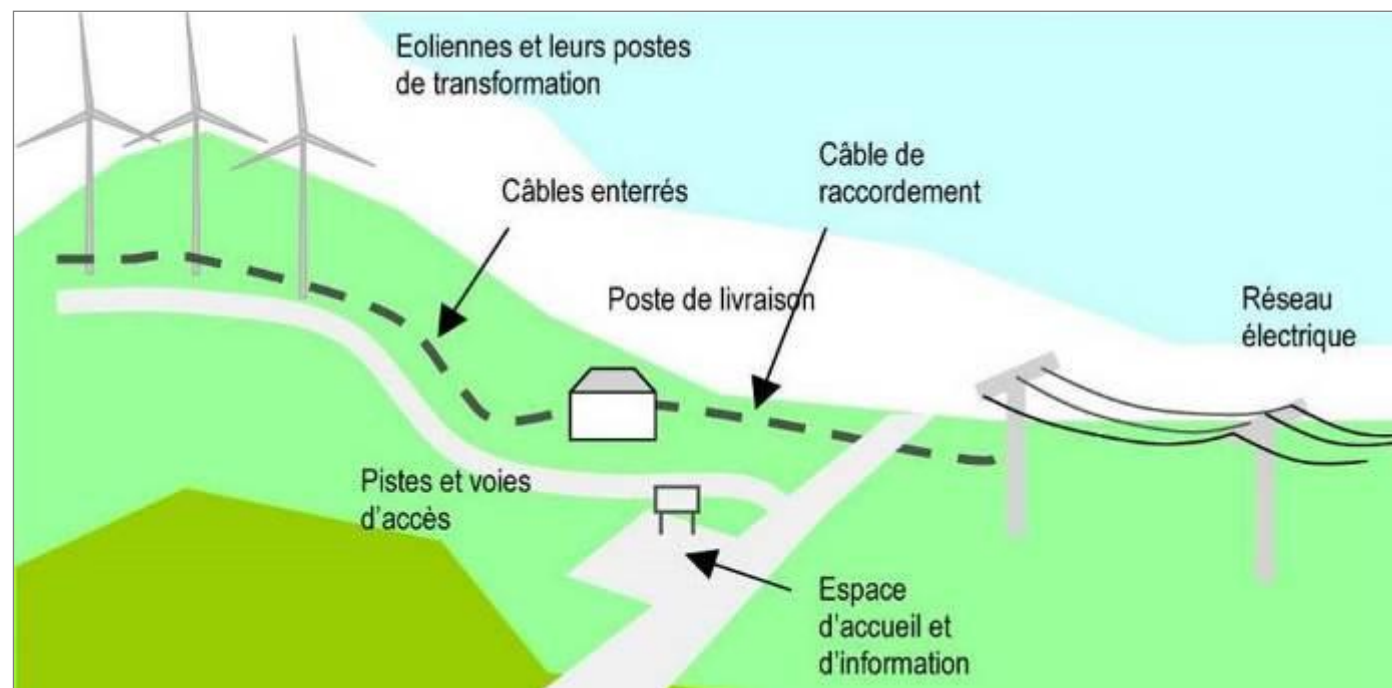 Eoliennes et leurs postes
de transformation
Câbles enterrés
Câble de
raccordement
Poste de livraison
Réseau
électrique
Pistes et voies
d'accès
Espace
d'accueil et
d'information